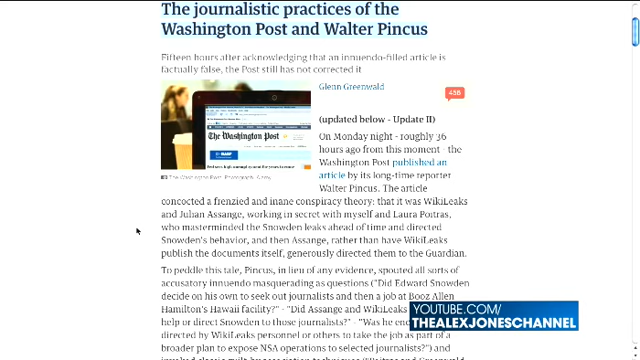 The journalistic practices of the
Washington Post and Walter Pincus
Fifteen hours after acknowledging that an innuendo-filled article is
factually false, the Post still has not corrected it
Glenn Greenwald
The Washington Post
(updated below - Update II)
On Monday night - roughly 36
hours ago from this moment - the
Washington Post published an
article by its long-time reporter
Walter Pincus. The article
concocted a frenzied and inane conspiracy theory: that it was WikiLeaks
and Julian Assange, working in secret with myself and Laura Poitras,
who masterminded the Snowden leaks ahead of time and directed
Snowden's behavior, and then Assange, rather than have WikiLeaks
publish the documents itself, generously directed them to the Guardian.
To peddle this tale, Pincus, in lieu of any evidence, spouted all sorts of
accusatory innuendo masquerading as questions ("Did Edward Snowden
decide on his own to seek out journalists and then a job at Booz Allen
Hamilton's Hawaii facility?" - "Did Assange and WikiLeaks
help or direct Snowden to those journalists?" - "Was he
directed by WikiLeaks personnel or others to take the job as part of a
broader plan to expose NSA operations to selected journalists?") and
YOUTUBE.COM/
THEALEXJONESCHANNEL